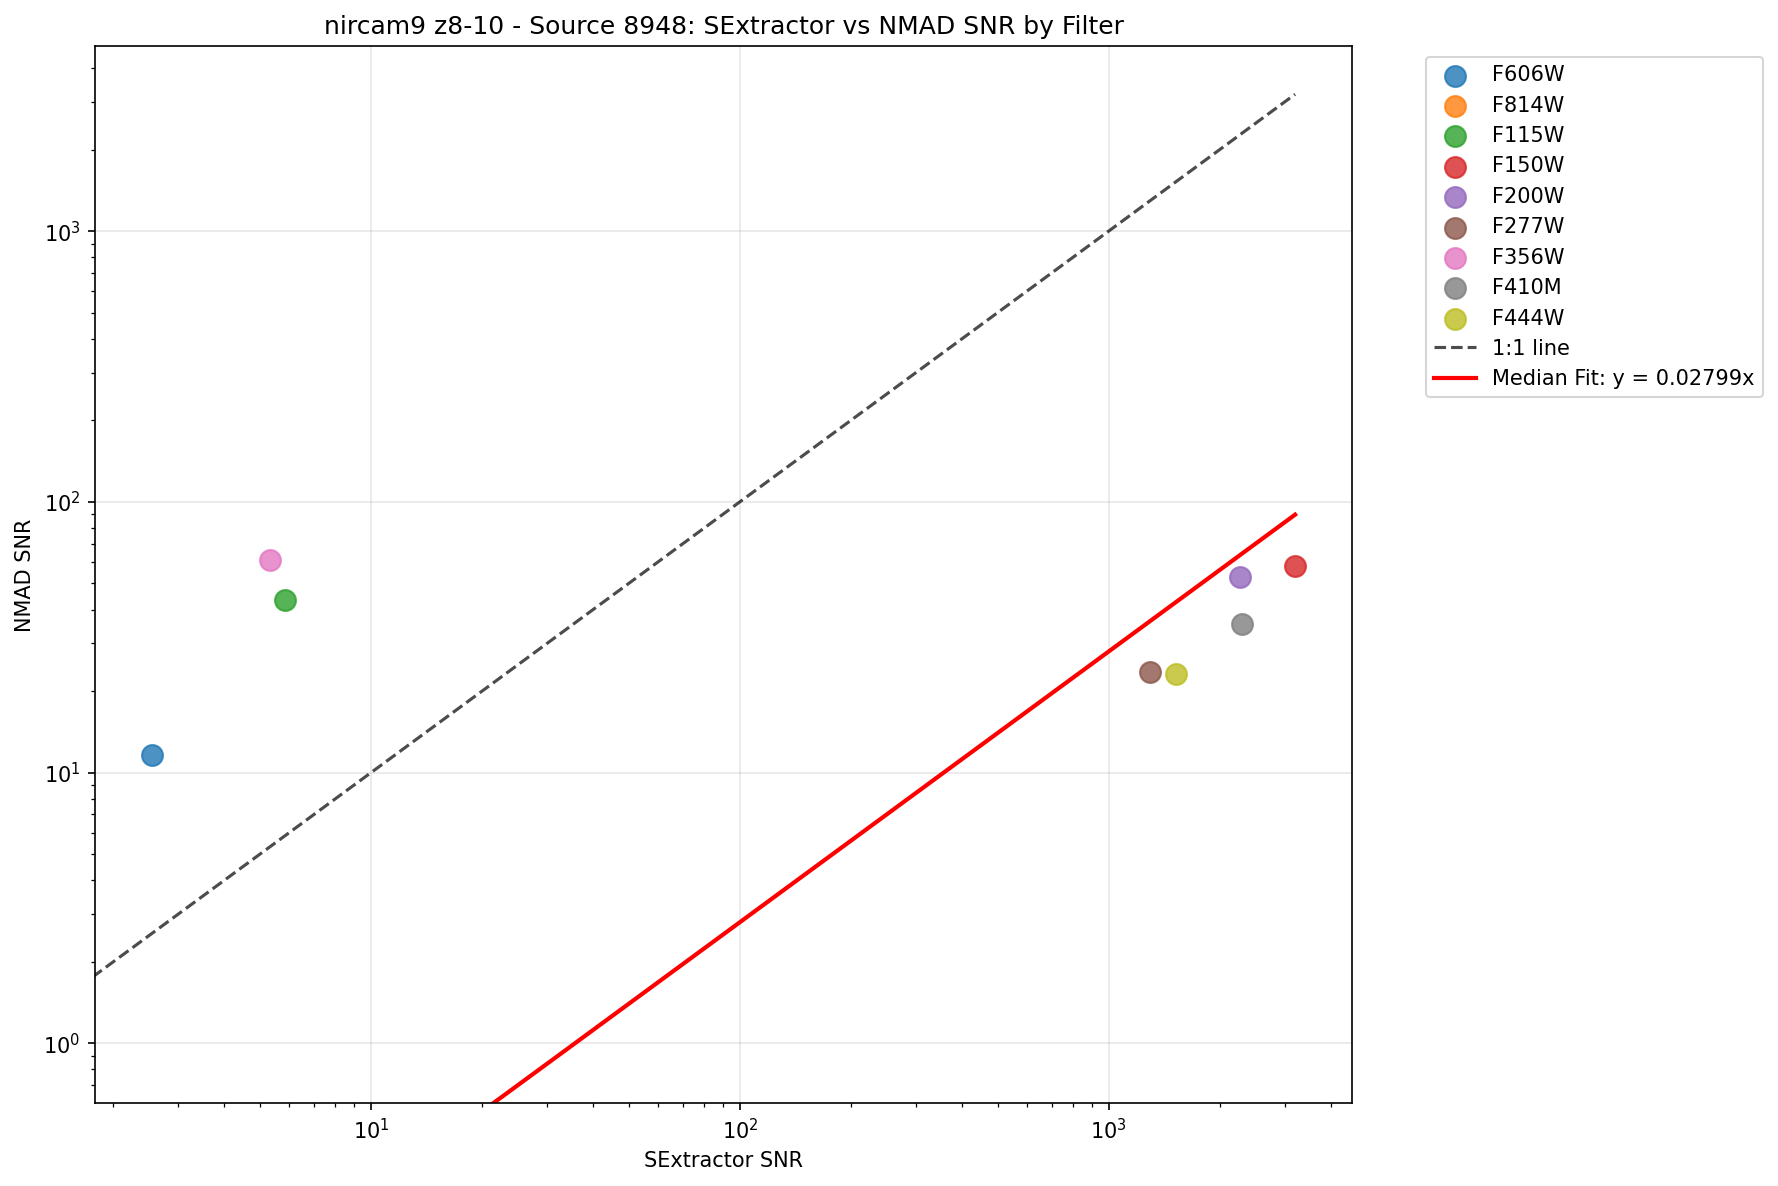 nircam9 z8-10 - Source 8948: SExtractor vs NMAD SNR by Filter
F606W
F814W
F115W
F150W
F200W
F277W
F356W
F410M
F444W
1:1 line
Median Fit: y = 0.02799x
NMAD SNR
10³
10²
10¹
10⁰
10¹ 10² 10³
SExtractor SNR